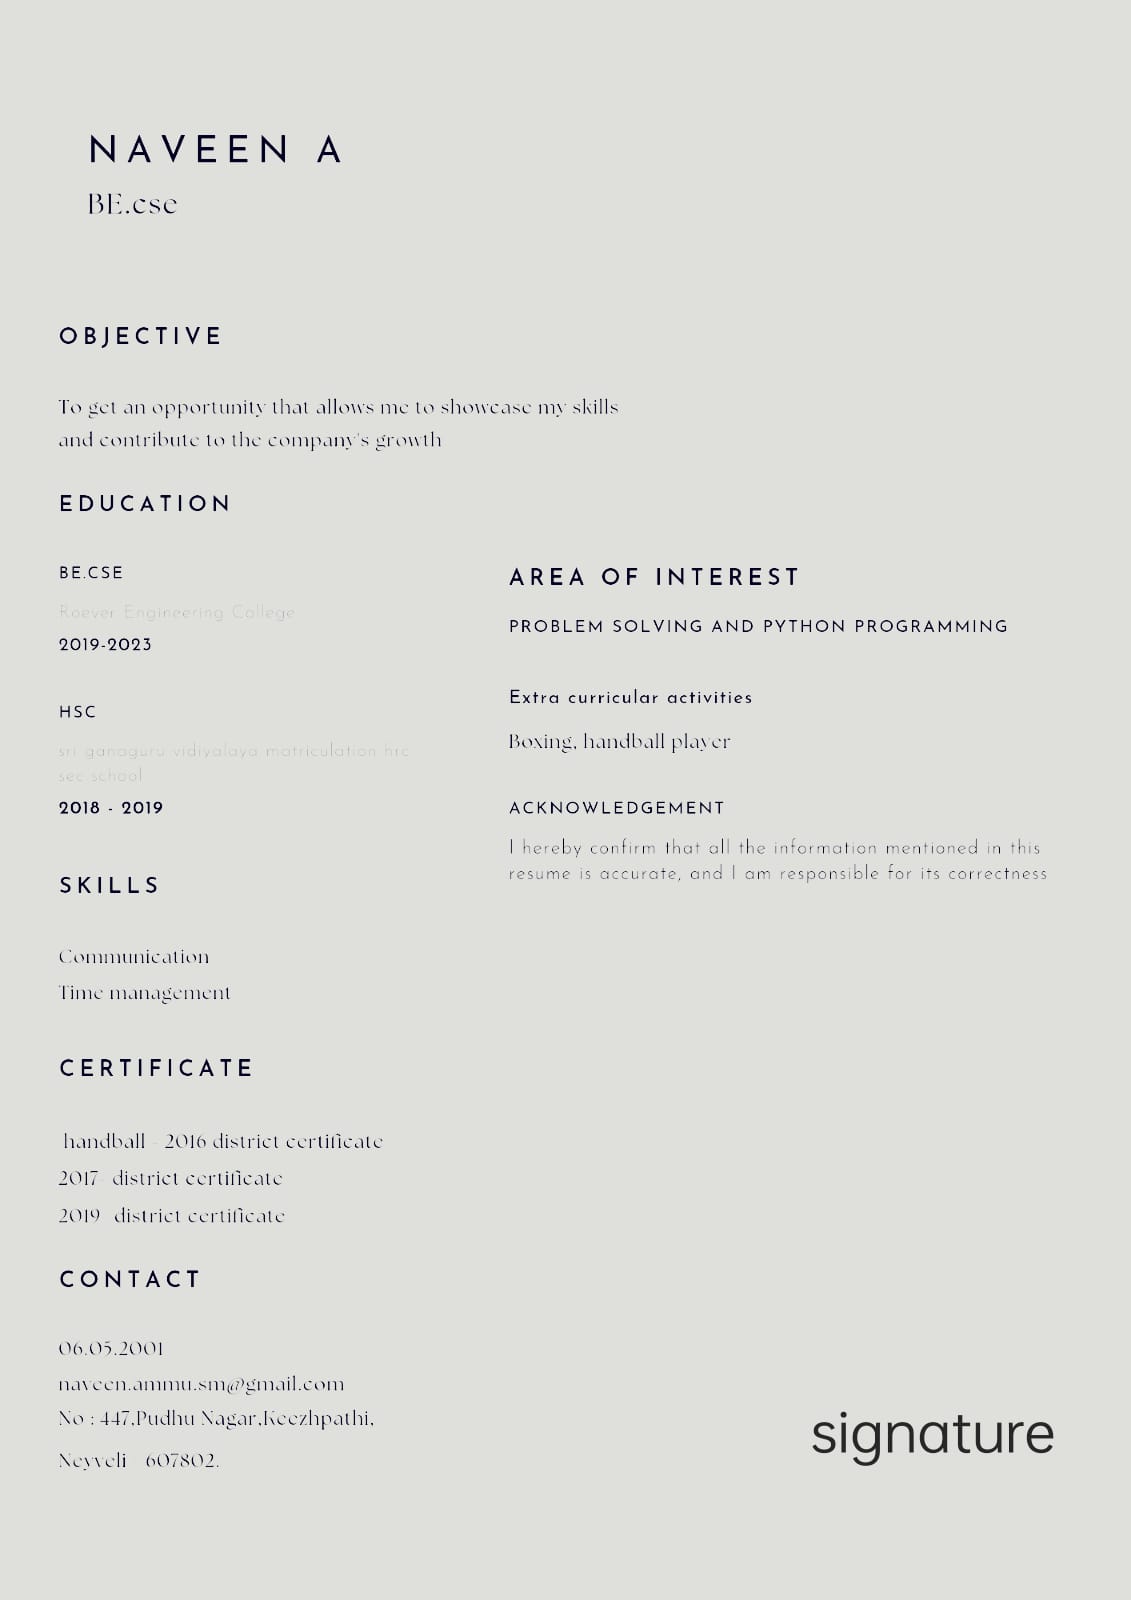 NAVEEN A
BE.cse
OBJECTIVE
To get an opportunity that allows me to showcase my skills
and contribute to the company's growth
EDUCATION
BE.CSE
Roever Engineering College
2019-2023
HSC
sri ganaguru vidiyalaya matriculation hrc
sec school
2018 - 2019
SKILLS
Communication
Time management
CERTIFICATE
handball - 2016 district certificate
2017- district certificate
2019- district certificate
CONTACT
06.05.2001
naveen.ammu.sm@gmail.com
No : 447,Pudhu Nagar,Keezhpathi,
Neyveli - 607802.
AREA OF INTEREST
PROBLEM SOLVING AND PYTHON PROGRAMMING
Extra curricular activities
Boxing, handball player
ACKNOWLEDGEMENT
I hereby confirm that all the information mentioned in this
resume is accurate, and I am responsible for its correctness
signature